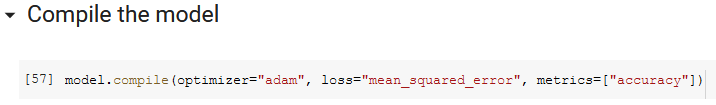 Compile the model
[57] model.compile(optimizer="adam", loss="mean_squared_error", metrics=["accuracy"])